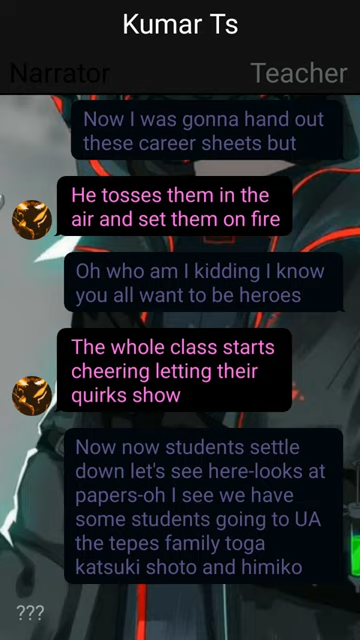 Kumar Ts
Narrator
Teacher
Now I was gonna hand out
these career sheets but
He tosses them in the
air and set them on fire
Oh who am I kidding I know
you all want to be heroes
The whole class starts
cheering letting their
quirks show
Now now students settle
down let's see here-looks at
papers-oh I see we have
some students going to UA
the tepes family toga
katsuki shoto and himiko
???